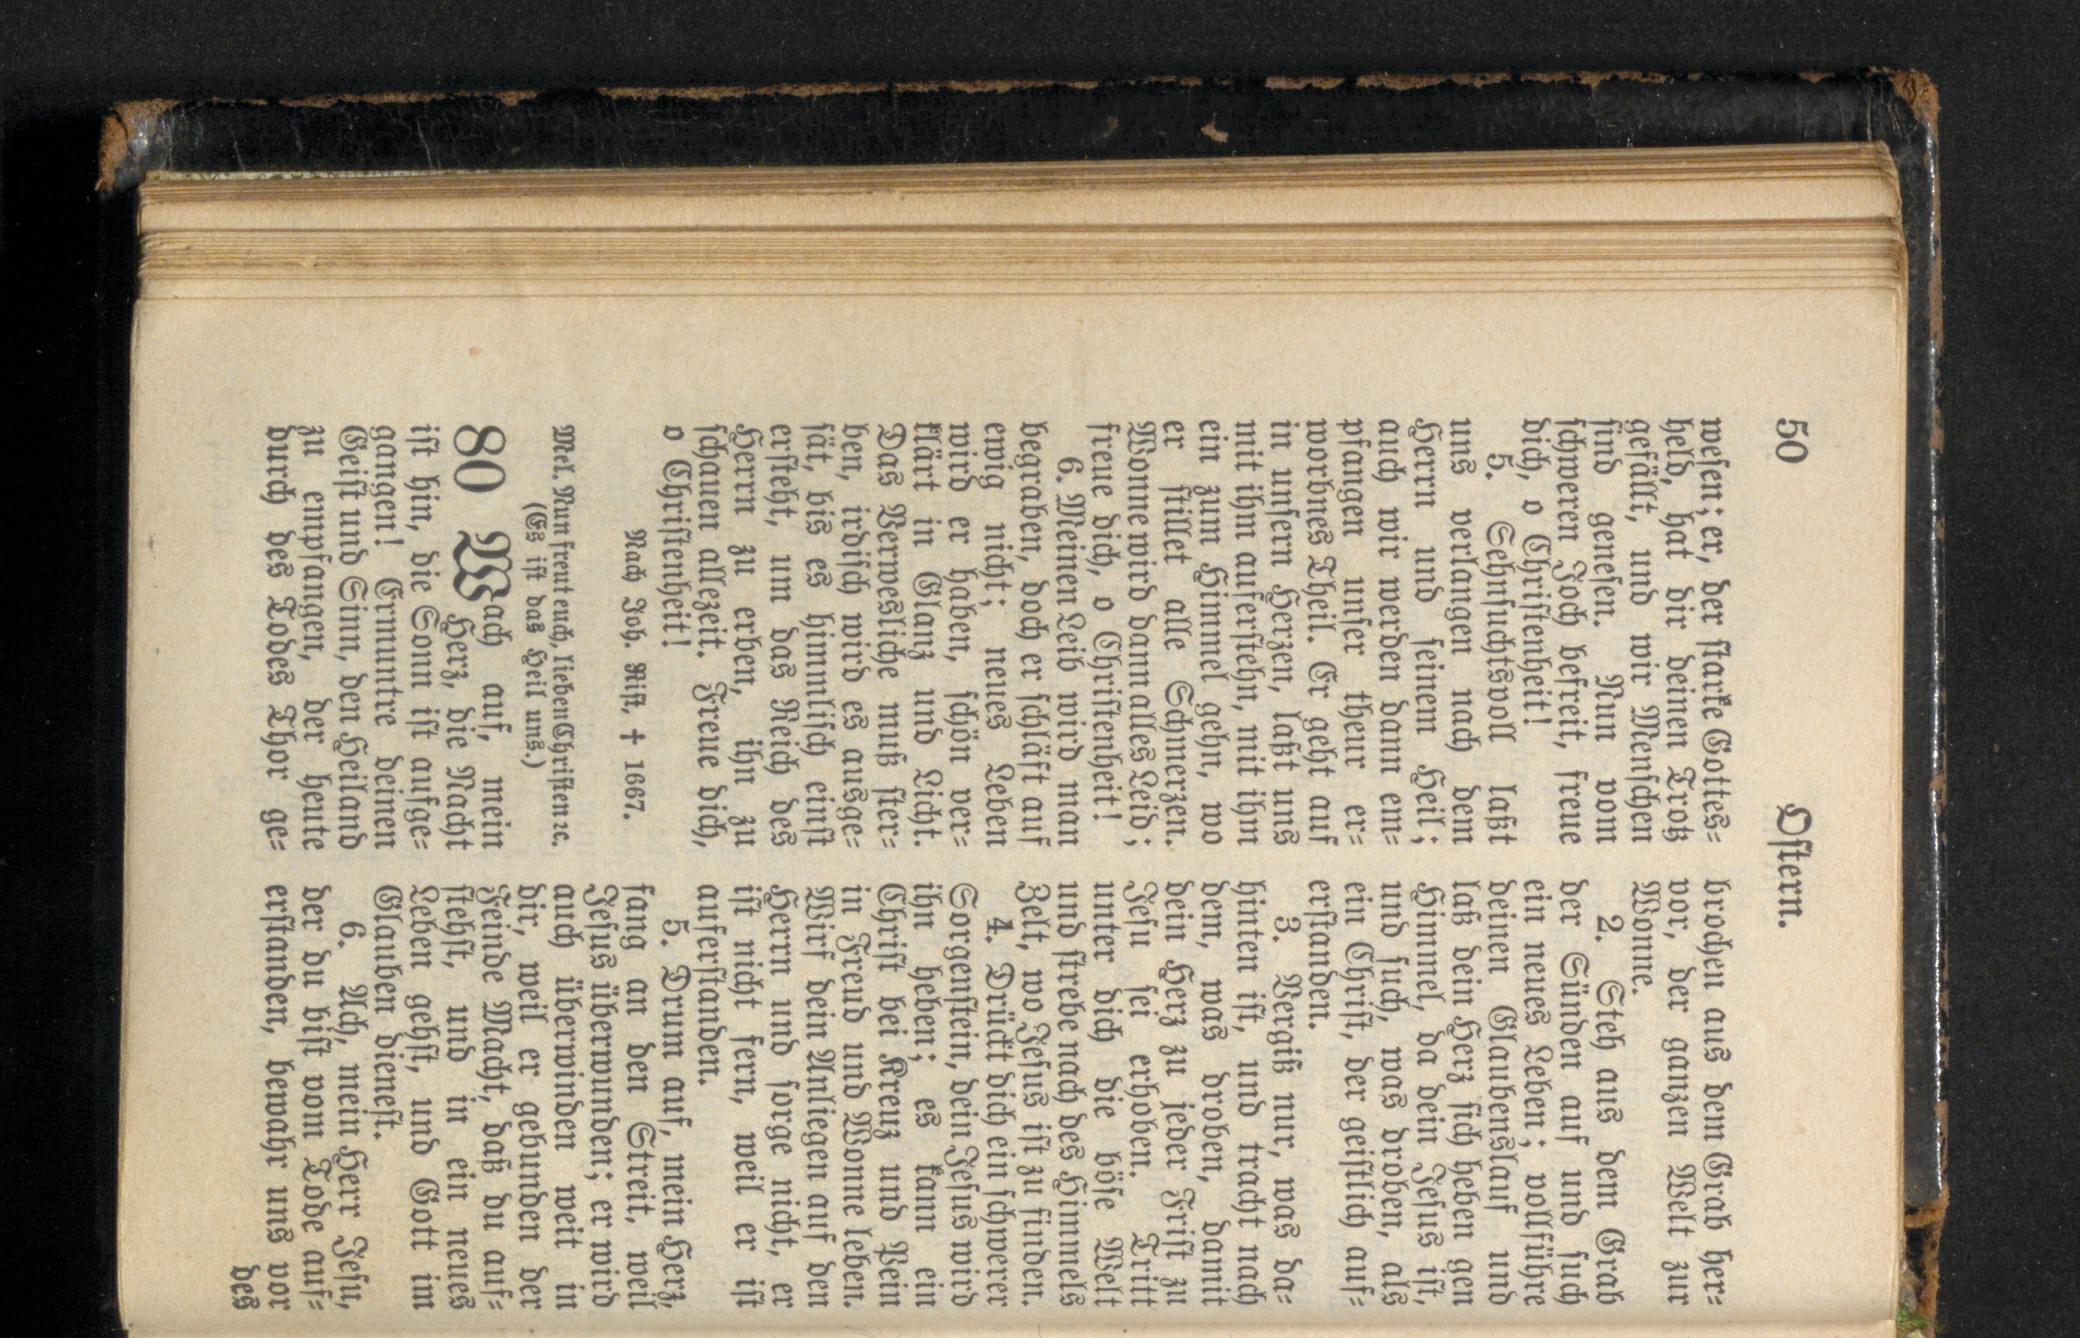 50
Ostern.
wesen; er, der starke Gottes-
held, hat dir deinen Trotz
gefällt, und wir Menschen
sind genesen. Nun vom
schweren Joch befreit, freue
dich, o Christenheit!
5. Sehnsuchtsvoll laßt
uns verlangen nach dem
Herrn und seinem Heil;
auch wir werden dann em-
pfangen unser theur er-
worbnes Theil. Er geht auf
in unsern Herzen, laßt uns
mit ihm auferstehn, mit ihm
ein zum Himmel gehn, wo
er stillet alle Schmerzen.
Wonne wird dann alles Leid;
freue dich, o Christenheit!
6. Meinen Leib wird man
begraben, doch er schläft auf
ewig nicht; neues Leben
wird er haben, schön ver-
klärt in Glanz und Licht.
Das Verwesliche muß ster-
ben, irdisch wird es ausge-
sät, bis es himmlisch einst
ersteht, um das Reich des
Herrn zu erben, ihn zu
schauen allezeit. Freue dich,
o Christenheit!
Nach Joh. Rist, † 1667.
Mel. Nun freut euch, lieben Christen ꝛc.
(Es ist das Heil uns.)
80 Wach auf, mein
Herz, die Nacht
ist hin, die Sonn ist aufge-
gangen! Ermuntre deinen
Geist und Sinn, den Heiland
zu empfangen, der heute
durch des Todes Thor ge-
brochen aus dem Grab her-
vor, der ganzen Welt zur
Wonne.
2. Steh aus dem Grab
der Sünden auf und such
ein neues Leben; vollführe
deinen Glaubenslauf und
laß dein Herz sich heben gen
Himmel, da dein Jesus ist,
und such, was droben, als
ein Christ, der geistlich auf-
erstanden.
3. Vergiß nur, was da-
hinten ist, und tracht nach
dem, was droben, damit
dein Herz zu jeder Frist zu
Jesu sei erhoben. Tritt
unter dich die böse Welt
und strebe nach des Himmels
Zelt, wo Jesus ist zu finden.
4. Drückt dich ein schwerer
Sorgenstein, dein Jesus wird
ihn heben; es kann ein
Christ bei Kreuz und Pein
in Freud und Wonne leben.
Wirf dein Anliegen auf den
Herrn und sorge nicht, er
ist nicht fern, weil er ist
auferstanden.
5. Drum auf, mein Herz,
fang an den Streit, weil
Jesus überwunden; er wird
auch überwinden weit in
dir, weil er gebunden der
Feinde Macht, daß du auf-
stehst, und in ein neues
Leben gehst, und Gott im
Glauben dienest.
6. Ach, mein Herr Jesu,
der du bist vom Tode auf-
erstanden, bewahr uns vor
des